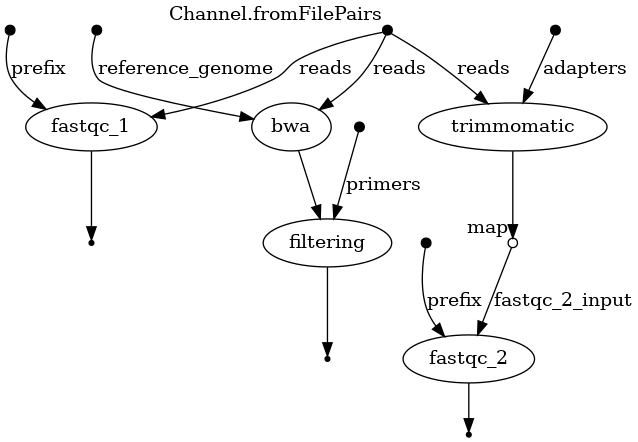 Channel.fromFilePairs
prefix
reference_genome
reads
reads
reads
adapters
fastqc_1
bwa
trimmomatic
primers
map
filtering
prefix
fastqc_2_input
fastqc_2